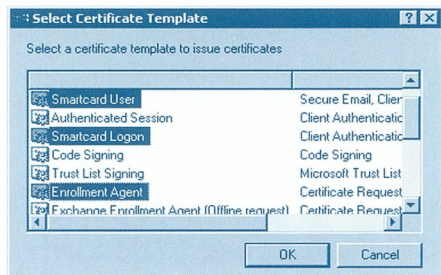 Select Certificate Template
Select a certificate template to issue certificates
Smartcard User Secure Email, Clien
Authenticated Session Client Authenticatic
Smartcard Logon Client Authenticatic
Code Signing Code Signing
Trust List Signing Microsoft Trust List
Enrollment Agent Certificate Request
Exchange Enrollment Agent (Offline request) Certificate Request
OK Cancel